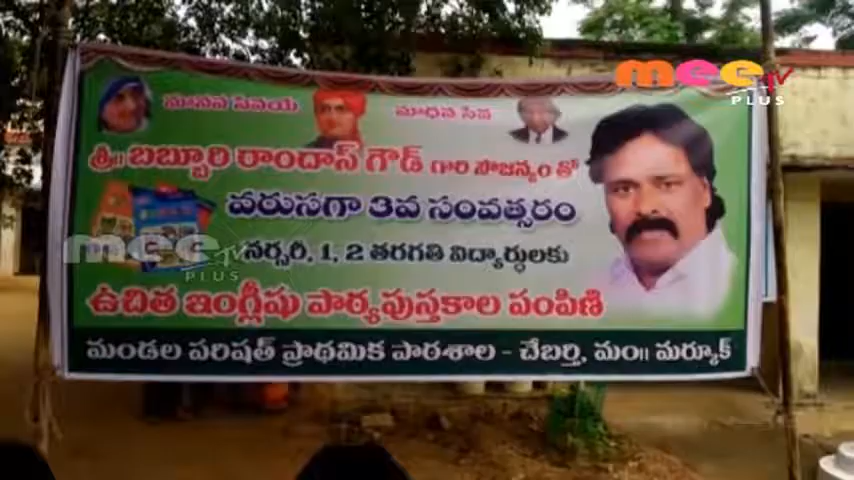 మానవ సేవయే
మాధవ సేవ
శ్రీ॥ బబ్బూరి రాందాస్ గౌడ్ గారి సౌజన్యం తో
వరుసగా 3వ సంవత్సరం
నర్సరీ, 1, 2 తరగతి విద్యార్థులకు
ఉచిత ఇంగ్లీషు పాఠ్యపుస్తకాల పంపిణి
మండల పరిషత్ ప్రాథమిక పాఠశాల - చేబర్తి, మం॥ మర్కూక్
mee TV
PLUS
mee TV
PLUS